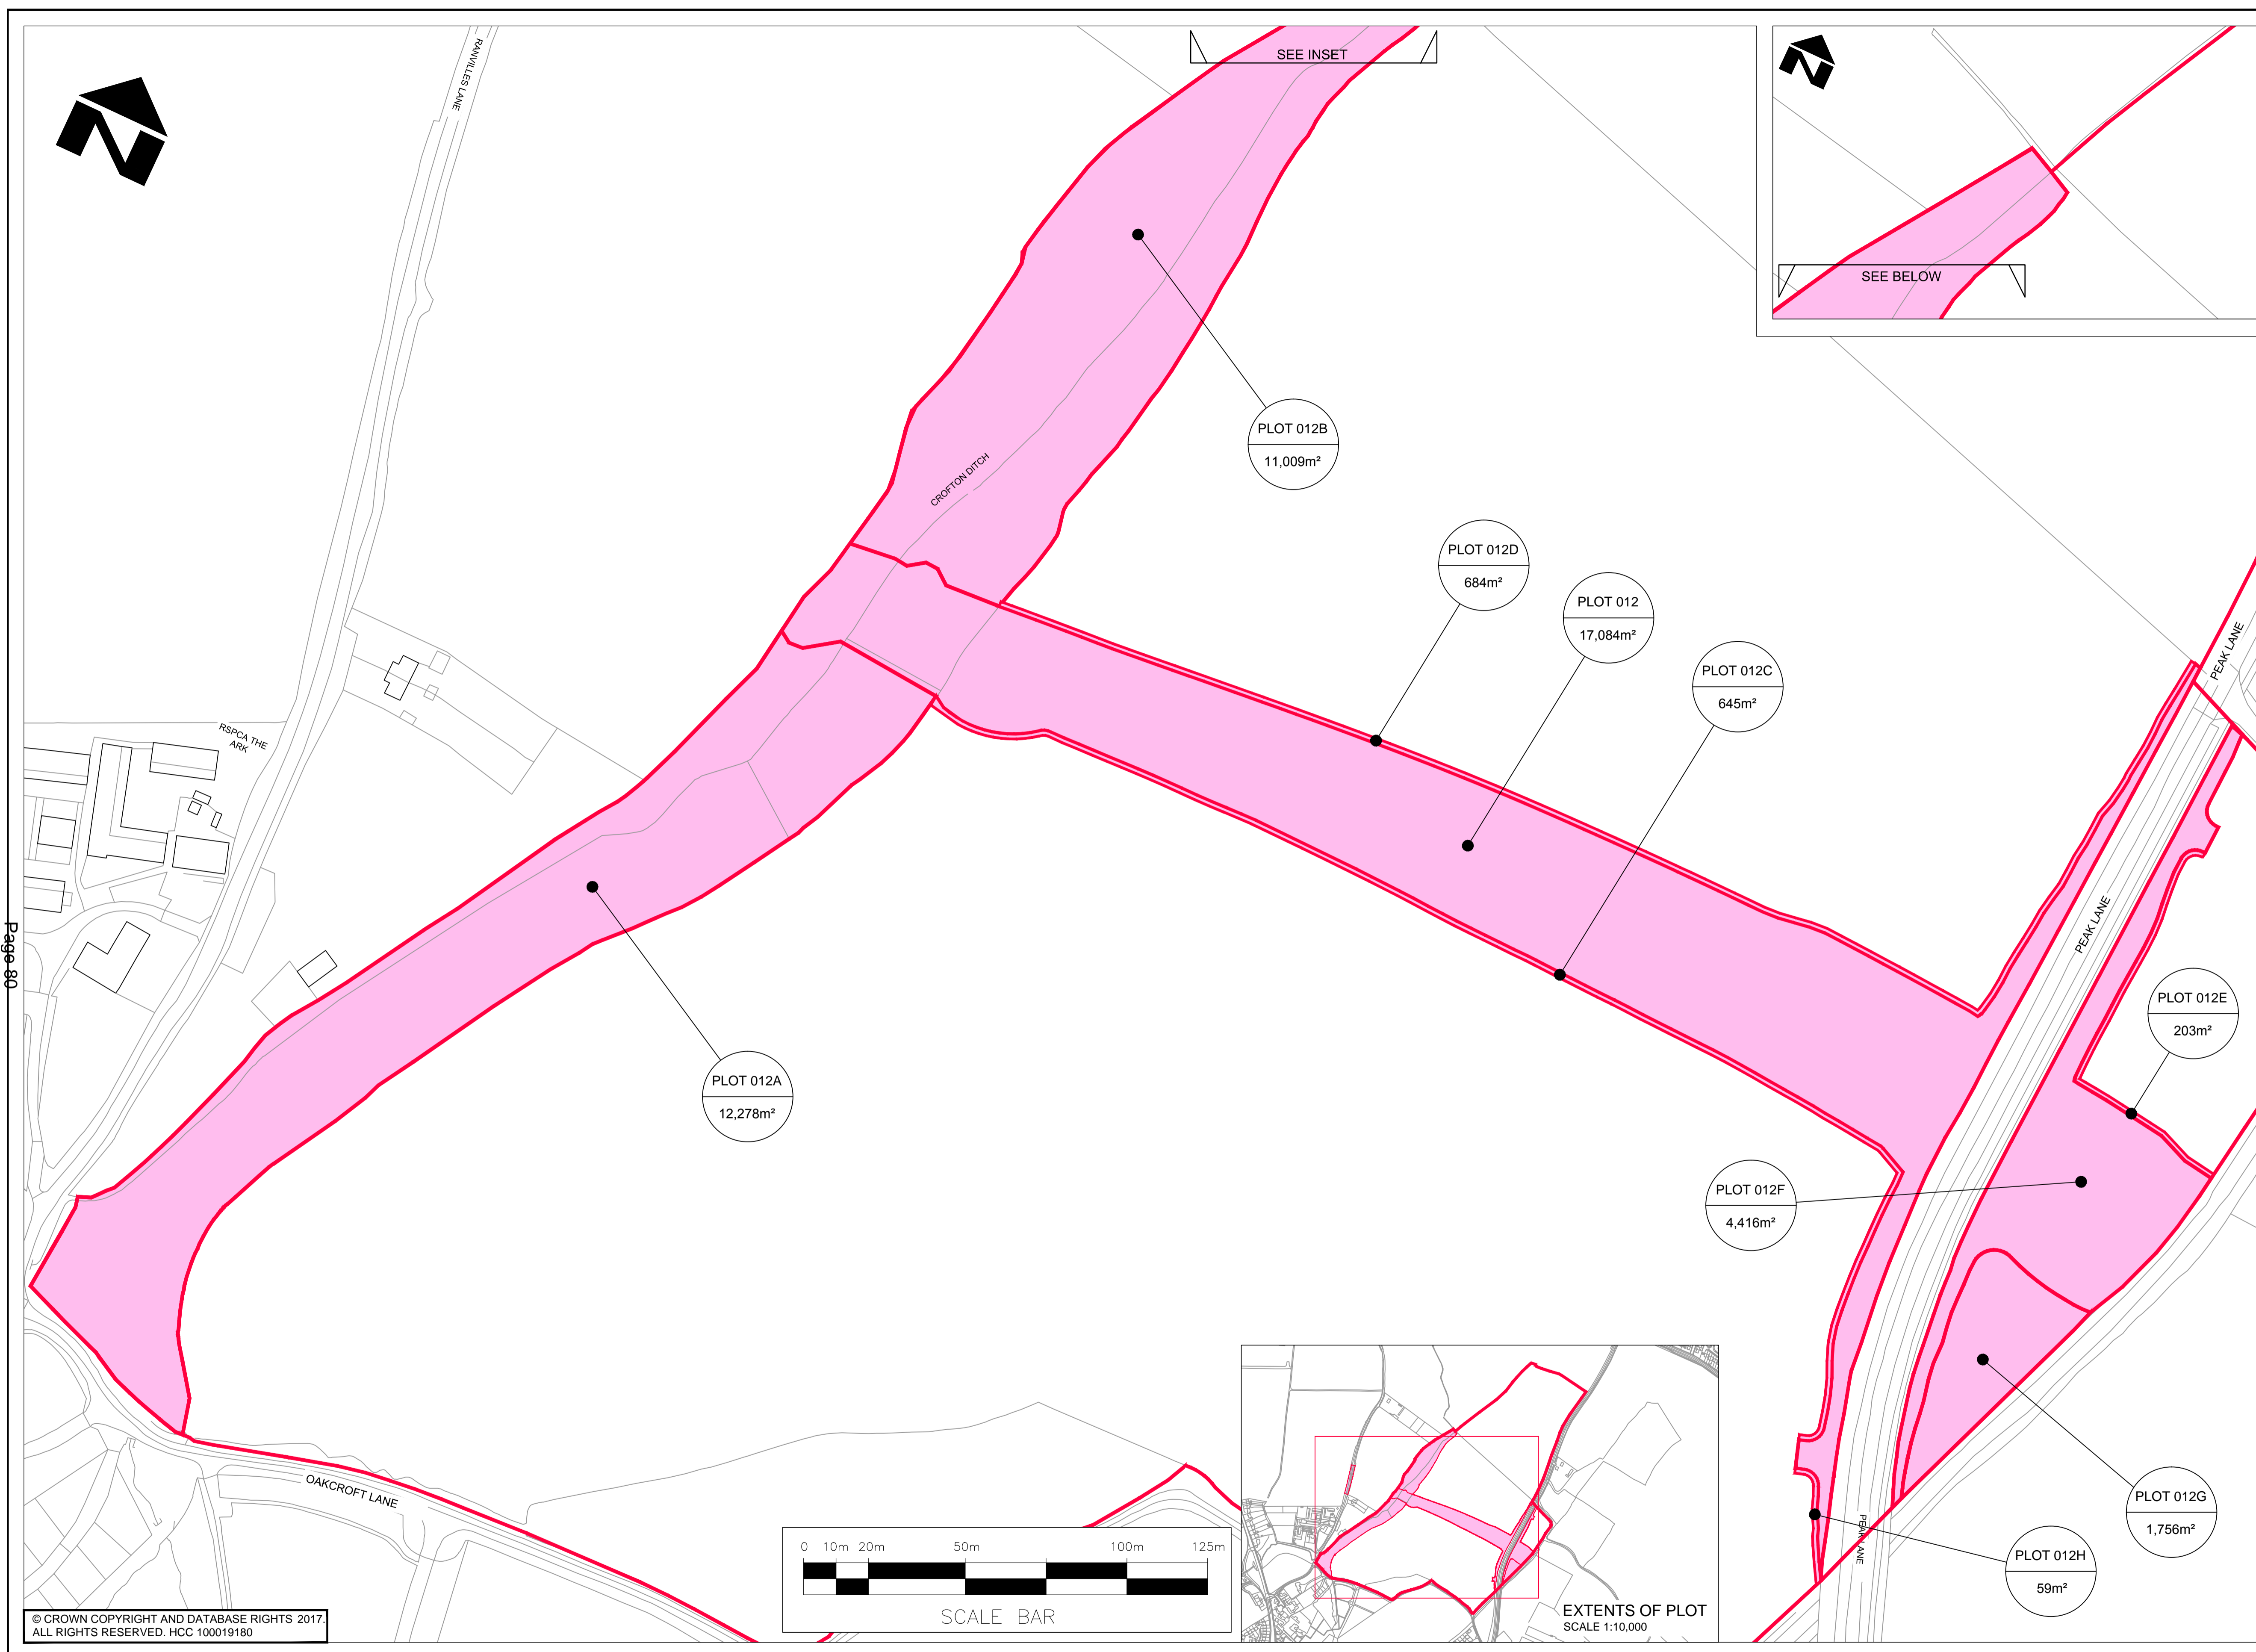 RANVILLES LANE
SEE INSET
SEE BELOW
PLOT 012B
11,009m²
CROFTON DITCH
PLOT 012D
684m²
PLOT 012
17,084m²
PLOT 012C
645m²
PEAK LANE
RSPCA THE
ARK
PEAK LANE
Page 80
PLOT 012E
203m²
PLOT 012A
12,278m²
PLOT 012F
4,416m²
OAKCROFT LANE
PLOT 012G
1,756m²
PEAK LANE
PLOT 012H
59m²
0 10m 20m 50m 100m 125m
SCALE BAR
EXTENTS OF PLOT
SCALE 1:10,000
© CROWN COPYRIGHT AND DATABASE RIGHTS 2017.
ALL RIGHTS RESERVED. HCC 100019180